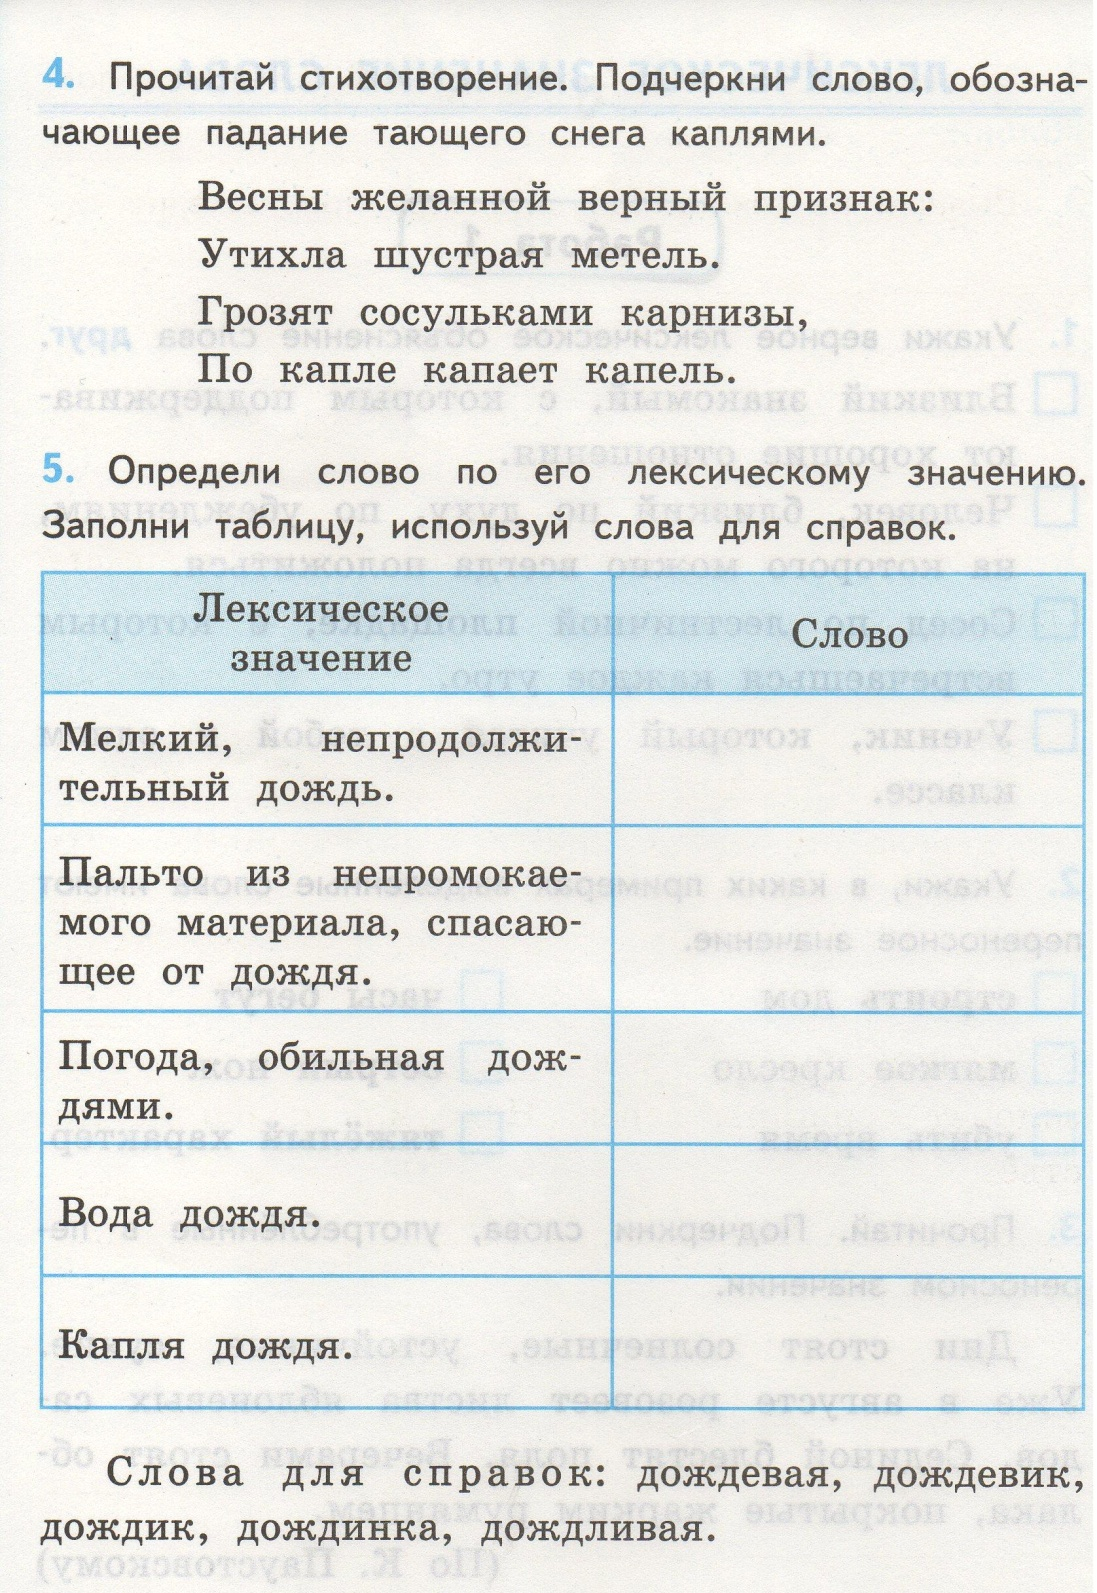 4. Прочитай стихотворение. Подчеркни слово, обозна-
чающее падание тающего снега каплями.
Весны желанной верный признак:
Утихла шустрая метель.
Грозят сосульками карнизы,
По капле капает капель.
5. Определи слово по его лексическому значению.
Заполни таблицу, используй слова для справок.
Лексическое
значение
Слово
Мелкий, непродолжи-
тельный дождь.
Пальто из непромокае-
мого материала, спасаю-
щее от дождя.
Погода, обильная дож-
дями.
Вода дождя.
Капля дождя.
Слова для справок: дождевая, дождевик,
дождик, дождинка, дождливая.